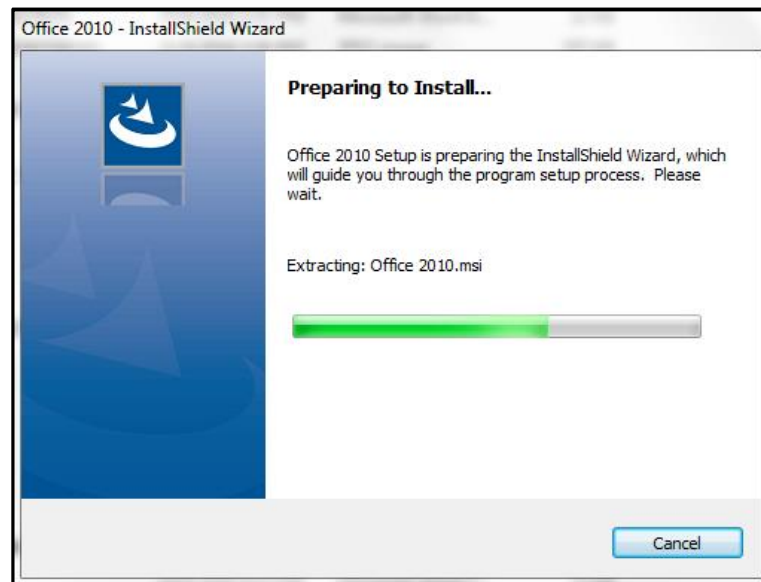 Office 2010 - InstallShield Wizard
Preparing to Install...
Office 2010 Setup is preparing the InstallShield Wizard, which
will guide you through the program setup process.  Please
wait.
Extracting: Office 2010.msi
Cancel